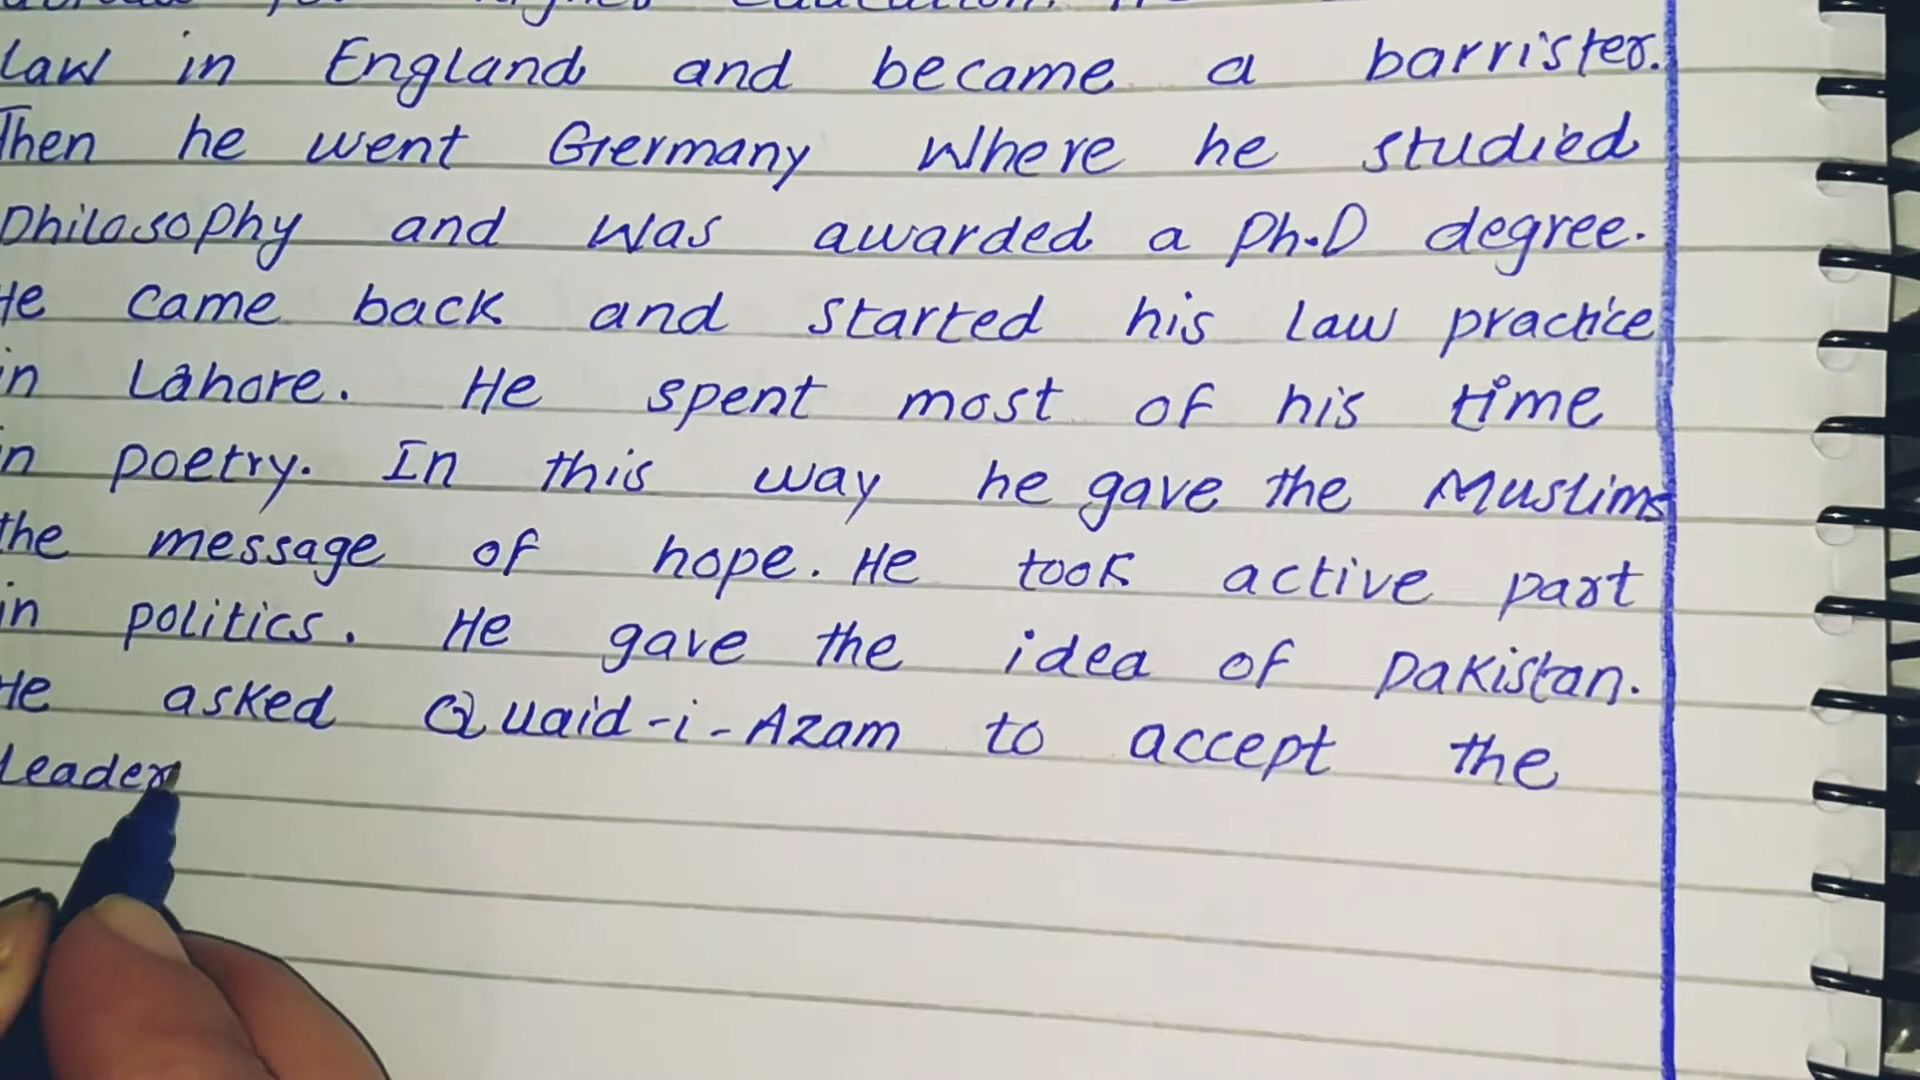 higher education. He
law in England and became a barrister.
Then he went Germany where he studied
philosophy and was awarded a Ph.D degree.
He came back and started his law practice
in Lahore. He spent most of his time
in poetry. In this way he gave the Muslims
the message of hope. He took active part
in politics. He gave the idea of Pakistan.
He asked Quaid-i-Azam to accept the
Leader